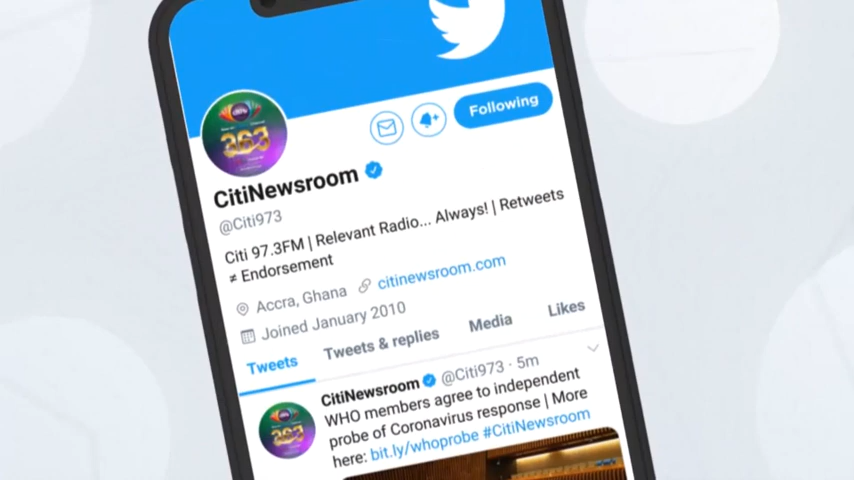 Following
CitiNewsroom
@Citi973
Citi 97.3FM | Relevant Radio... Always! | Retweets
≠ Endorsement
Accra, Ghana citinewsroom.com
Joined January 2010
Tweets Tweets & replies Media Likes
CitiNewsroom @Citi973 · 5m
WHO members agree to independent
probe of Coronavirus response | More
here: bit.ly/whoprobe #CitiNewsroom